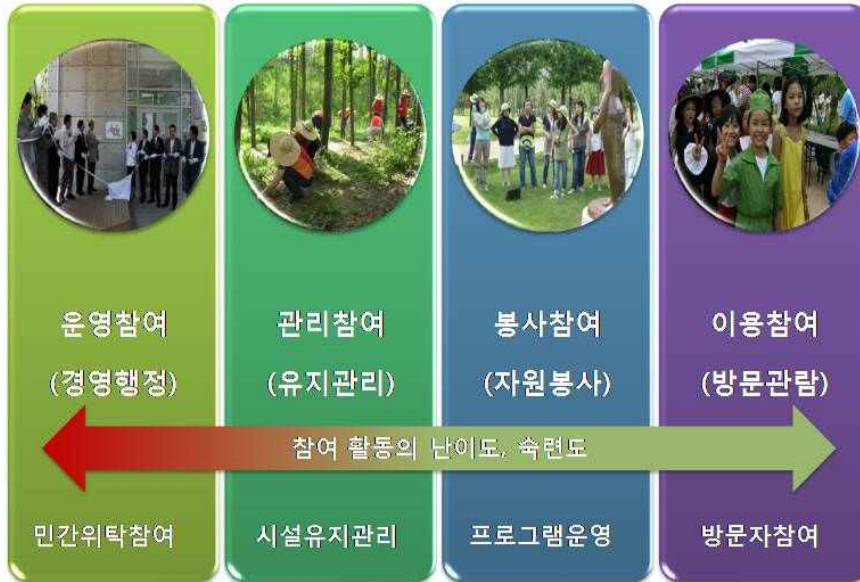 운영참여
(경영행정)
관리참여
(유지관리)
봉사참여
(자원봉사)
이용참여
(방문관람)
참여 활동의 난이도, 숙련도
민간위탁참여
시설유지관리
프로그램운영
방문자참여